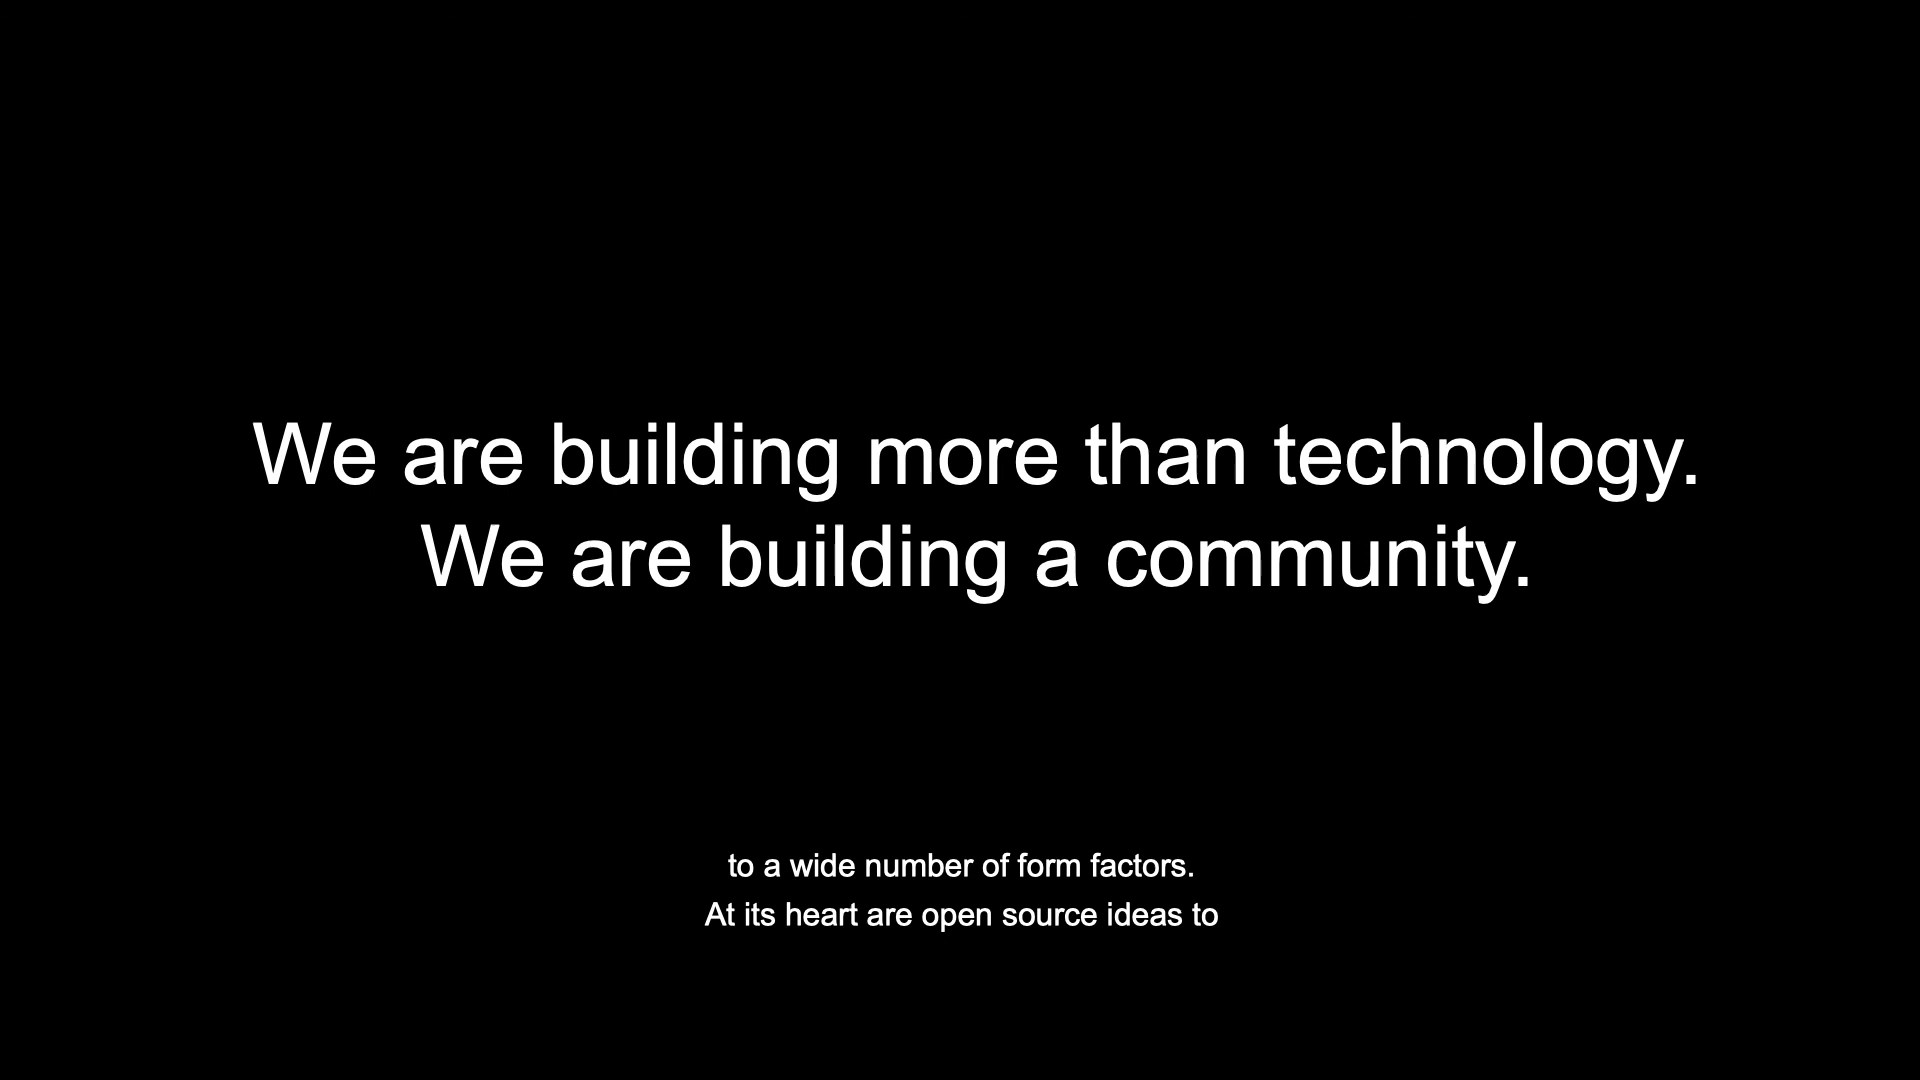 We are building more than technology.
We are building a community.
to a wide number of form factors.
At its heart are open source ideas to